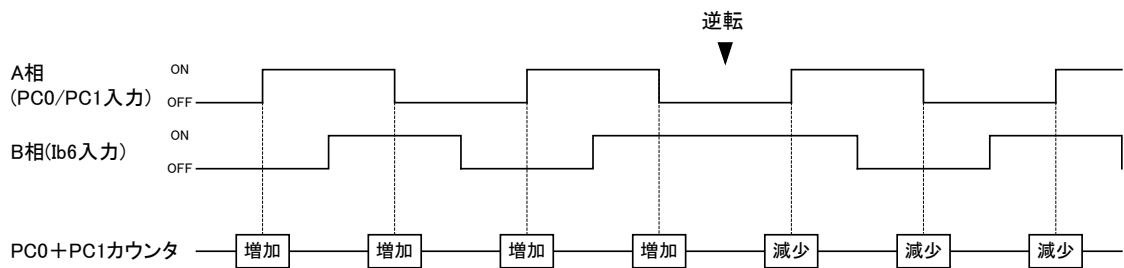 逆転
A相
(PC0/PC1入力)
ON
OFF
B相(Ib6入力)
ON
OFF
PC0+PC1カウンタ
増加
増加
増加
増加
減少
減少
減少